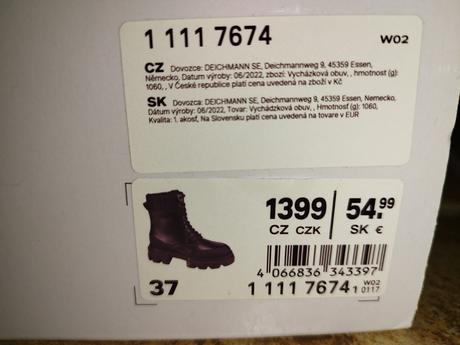 1 111 7674 W02
CZ Dovozce: DEICHMANN SE, Deichmannweg 9, 45359 Essen,
Německo, Datum výroby: 06/2022, zbozi: Vycházková obuv, , hmotnost (g):
1060, , V České republice platí cena uvedená na zboží v Kč
SK Dovozca: DEICHMANN SE, Deichmannweg 9, 45359 Essen, Nemecko,
Dátum výroby: 06/2022, Tovar: Vychádzková obuv, , Hmotnosť (g): 1060,
Kvalita: 1. akosť, Na Slovensku platí cena uvedená na tovare v EUR
1399 54.99
CZ CZK SK €
4 066836 343397
37 1 111 7674 1 W02 0117